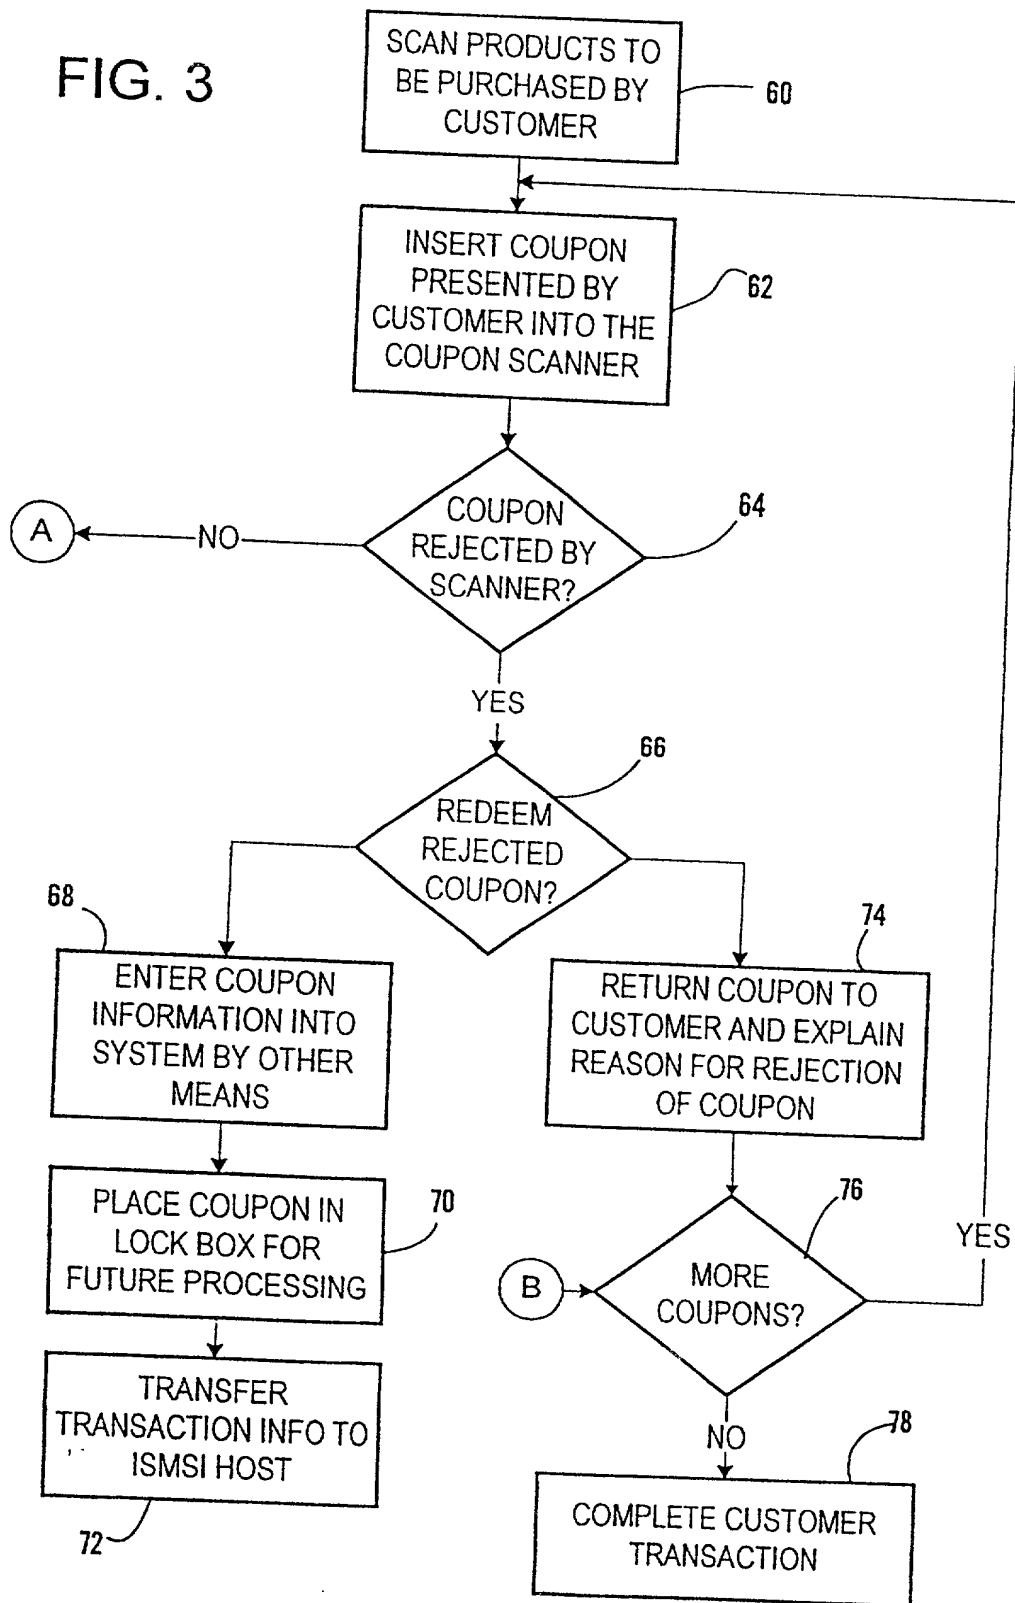 FIG. 3
SCAN PRODUCTS TO
BE PURCHASED BY
CUSTOMER
60
INSERT COUPON
PRESENTED BY
CUSTOMER INTO THE
COUPON SCANNER
62
COUPON
REJECTED BY
SCANNER?
64
A
NO
YES
REDEEM
REJECTED
COUPON?
66
68
ENTER COUPON
INFORMATION INTO
SYSTEM BY OTHER
MEANS
74
RETURN COUPON TO
CUSTOMER AND EXPLAIN
REASON FOR REJECTION
OF COUPON
PLACE COUPON IN
LOCK BOX FOR
FUTURE PROCESSING
70
76
B
MORE
COUPONS?
YES
TRANSFER
TRANSACTION INFO TO
ISMSI HOST
72
NO
78
COMPLETE CUSTOMER
TRANSACTION